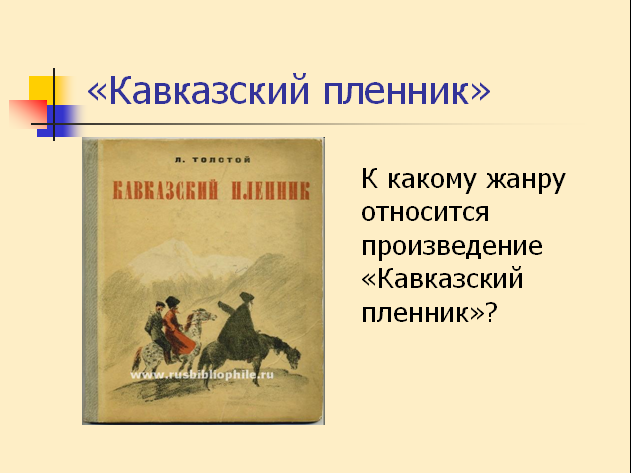 «Кавказский пленник»
Л. ТОЛСТОЙ
КАВКАЗСКИЙ ПЛЕННИК
www.rusbibliophile.ru
К какому жанру
относится
произведение
«Кавказский
пленник»?